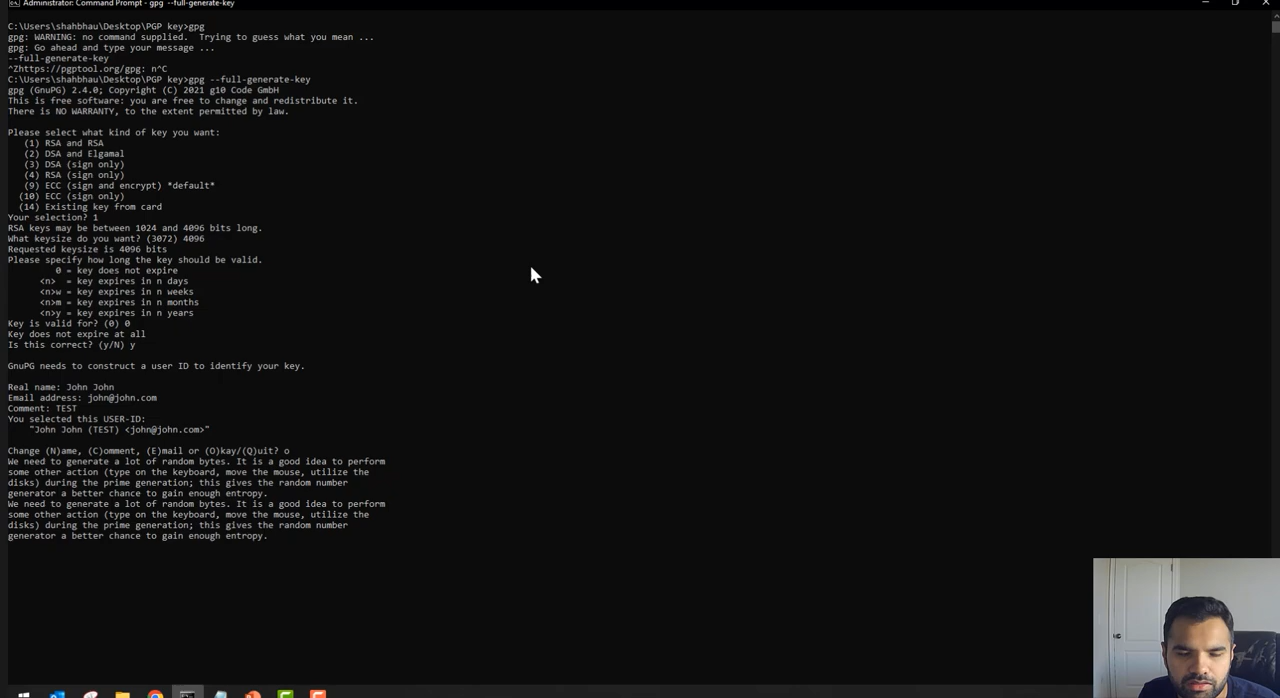 Administrator: Command Prompt - gpg --full-generate-key
C:\Users\shahbhau\Desktop\PGP key>gpg
gpg: WARNING: no command supplied.  Trying to guess what you mean ...
gpg: Go ahead and type your message ...
--full-generate-key
^Zhttps://pgptool.org/gpg: n^C
C:\Users\shahbhau\Desktop\PGP key>gpg --full-generate-key
gpg (GnuPG) 2.4.0; Copyright (C) 2021 g10 Code GmbH
This is free software: you are free to change and redistribute it.
There is NO WARRANTY, to the extent permitted by law.
Please select what kind of key you want:
(1) RSA and RSA
(2) DSA and Elgamal
(3) DSA (sign only)
(4) RSA (sign only)
(9) ECC (sign and encrypt) *default*
(10) ECC (sign only)
(14) Existing key from card
Your selection? 1
RSA keys may be between 1024 and 4096 bits long.
What keysize do you want? (3072) 4096
Requested keysize is 4096 bits
Please specify how long the key should be valid.
0 = key does not expire
<n>  = key expires in n days
<n>w = key expires in n weeks
<n>m = key expires in n months
<n>y = key expires in n years
Key is valid for? (0) 0
Key does not expire at all
Is this correct? (y/N) y
GnuPG needs to construct a user ID to identify your key.
Real name: John John
Email address: john@john.com
Comment: TEST
You selected this USER-ID:
"John John (TEST) <john@john.com>"
Change (N)ame, (C)omment, (E)mail or (O)kay/(Q)uit? o
We need to generate a lot of random bytes. It is a good idea to perform
some other action (type on the keyboard, move the mouse, utilize the
disks) during the prime generation; this gives the random number
generator a better chance to gain enough entropy.
We need to generate a lot of random bytes. It is a good idea to perform
some other action (type on the keyboard, move the mouse, utilize the
disks) during the prime generation; this gives the random number
generator a better chance to gain enough entropy.